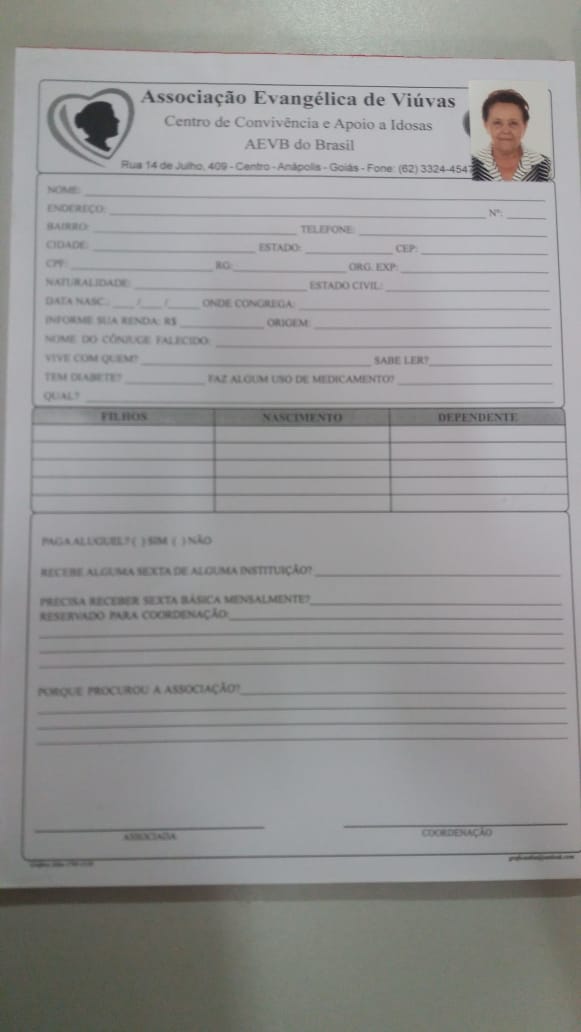 Associação Evangélica de Viúvas
Centro de Convivência e Apoio a Idosas
AEVB do Brasil
Rua 14 de Julho, 409 - Centro - Anápolis - Goiás - Fone: (62) 3324-4547
NOME:
ENDEREÇO: Nº:
BAIRRO: TELEFONE:
CIDADE: ESTADO: CEP:
CPF: RG: ORG. EXP:
NATURALIDADE: ESTADO CIVIL:
DATA NASC.: / / ONDE CONGREGA:
INFORME SUA RENDA: R$ ORIGEM:
NOME DO CÔNJUGE FALECIDO:
VIVE COM QUEM? SABE LER?
TEM DIABETE? FAZ ALGUM USO DE MEDICAMENTO?
QUAL?
FILHOS NASCIMENTO DEPENDENTE
PAGA ALUGUEL? ( ) SIM ( ) NÃO
RECEBE ALGUMA SEXTA DE ALGUMA INSTITUIÇÃO?
PRECISA RECEBER SEXTA BÁSICA MENSALMENTE?
RESERVADO PARA COORDENAÇÃO:
PORQUE PROCUROU A ASSOCIAÇÃO?
ASSOCIADA COORDENAÇÃO